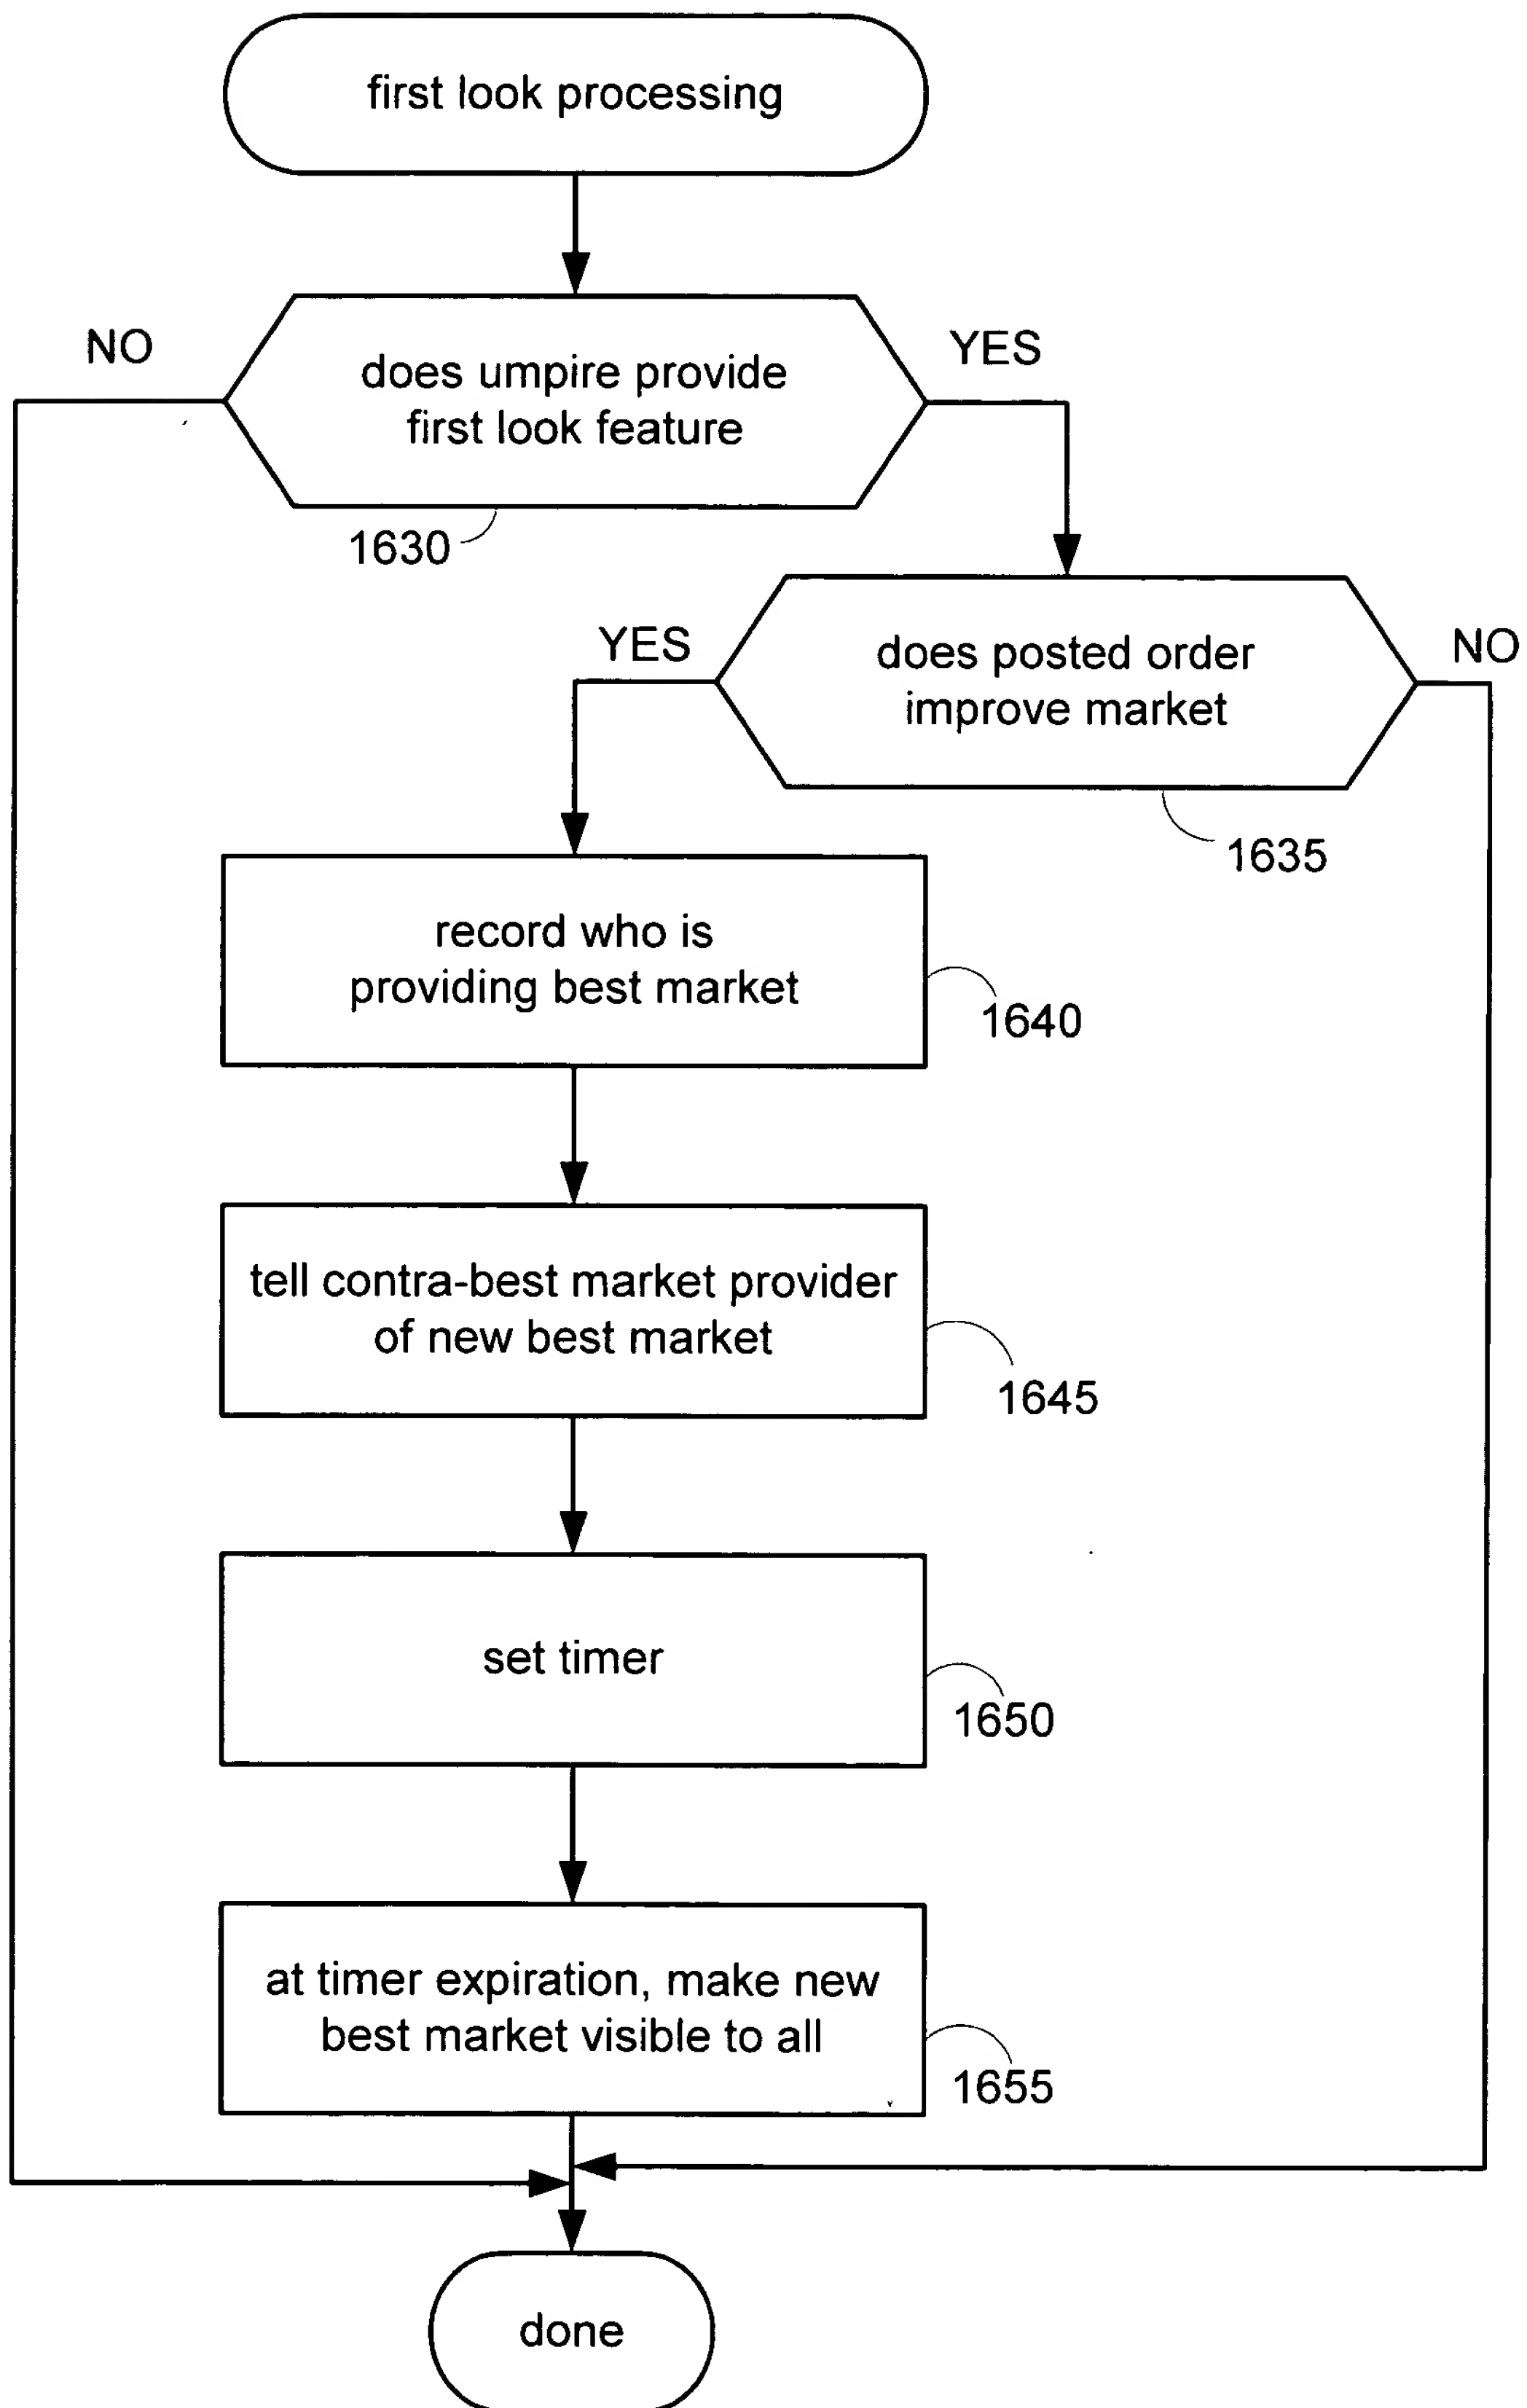 first look processing
NO
YES
does umpire provide
first look feature
1630
YES
NO
does posted order
improve market
1635
record who is
providing best market
1640
tell contra-best market provider
of new best market
1645
set timer
1650
at timer expiration, make new
best market visible to all
1655
done